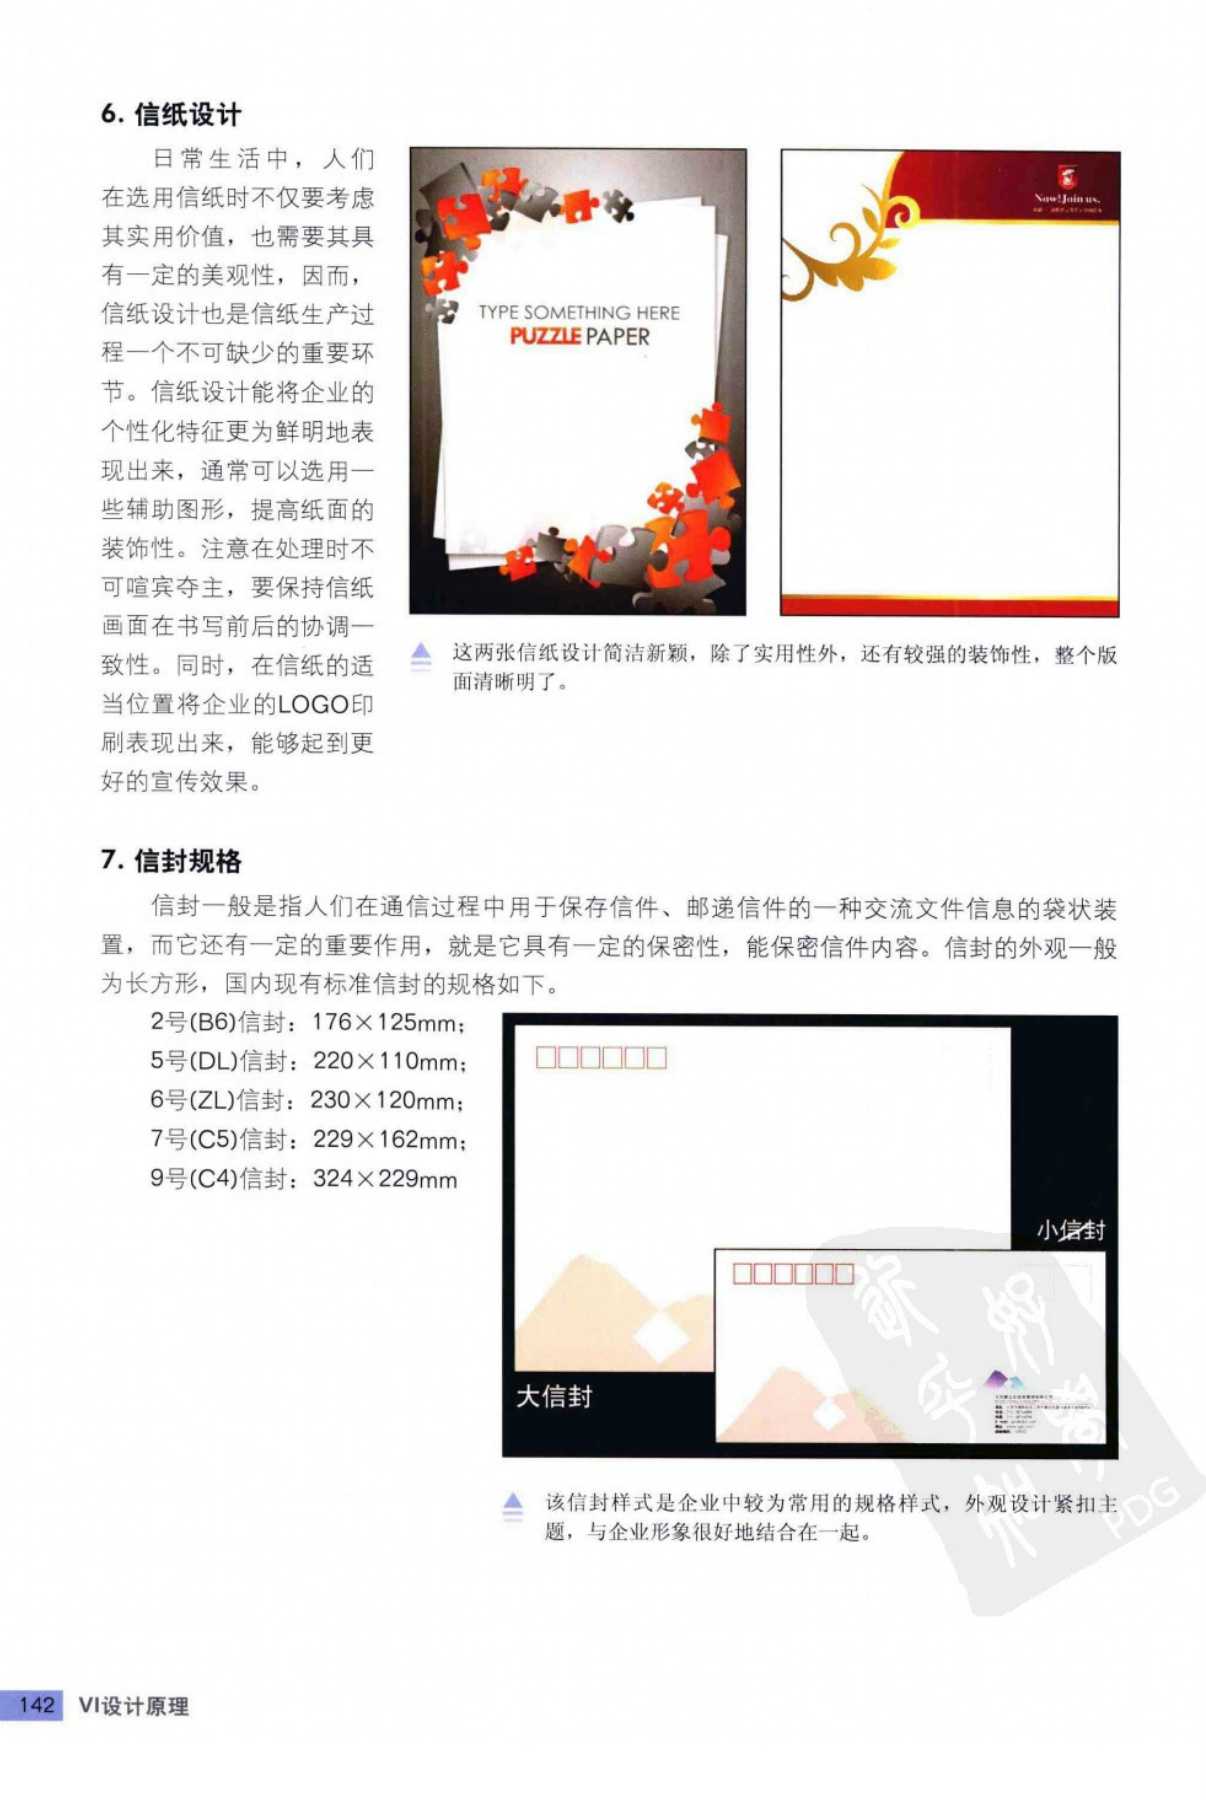 6. 信纸设计
日常生活中，人们
在选用信纸时不仅要考虑
其实用价值，也需要其具
有一定的美观性，因而，
信纸设计也是信纸生产过
程一个不可缺少的重要环
节。信纸设计能将企业的
个性化特征更为鲜明地表
现出来，通常可以选用一
些辅助图形，提高纸面的
装饰性。注意在处理时不
可喧宾夺主，要保持信纸
画面在书写前后的协调一
致性。同时，在信纸的适
当位置将企业的LOGO印
刷表现出来，能够起到更
好的宣传效果。
TYPE SOMETHING HERE
PUZZLE PAPER
Now!Join us.
这两张信纸设计简洁新颖，除了实用性外，还有较强的装饰性，整个版
面清晰明了。
7. 信封规格
信封一般是指人们在通信过程中用于保存信件、邮递信件的一种交流文件信息的袋状装
置，而它还有一定的重要作用，就是它具有一定的保密性，能保密信件内容。信封的外观一般
为长方形，国内现有标准信封的规格如下。
2号(B6)信封：176×125mm；
5号(DL)信封：220×110mm；
6号(ZL)信封：230×120mm；
7号(C5)信封：229×162mm；
9号(C4)信封：324×229mm
小信封
大信封
该信封样式是企业中较为常用的规格样式，外观设计紧扣主
题，与企业形象很好地结合在一起。
PDG
142 VI设计原理